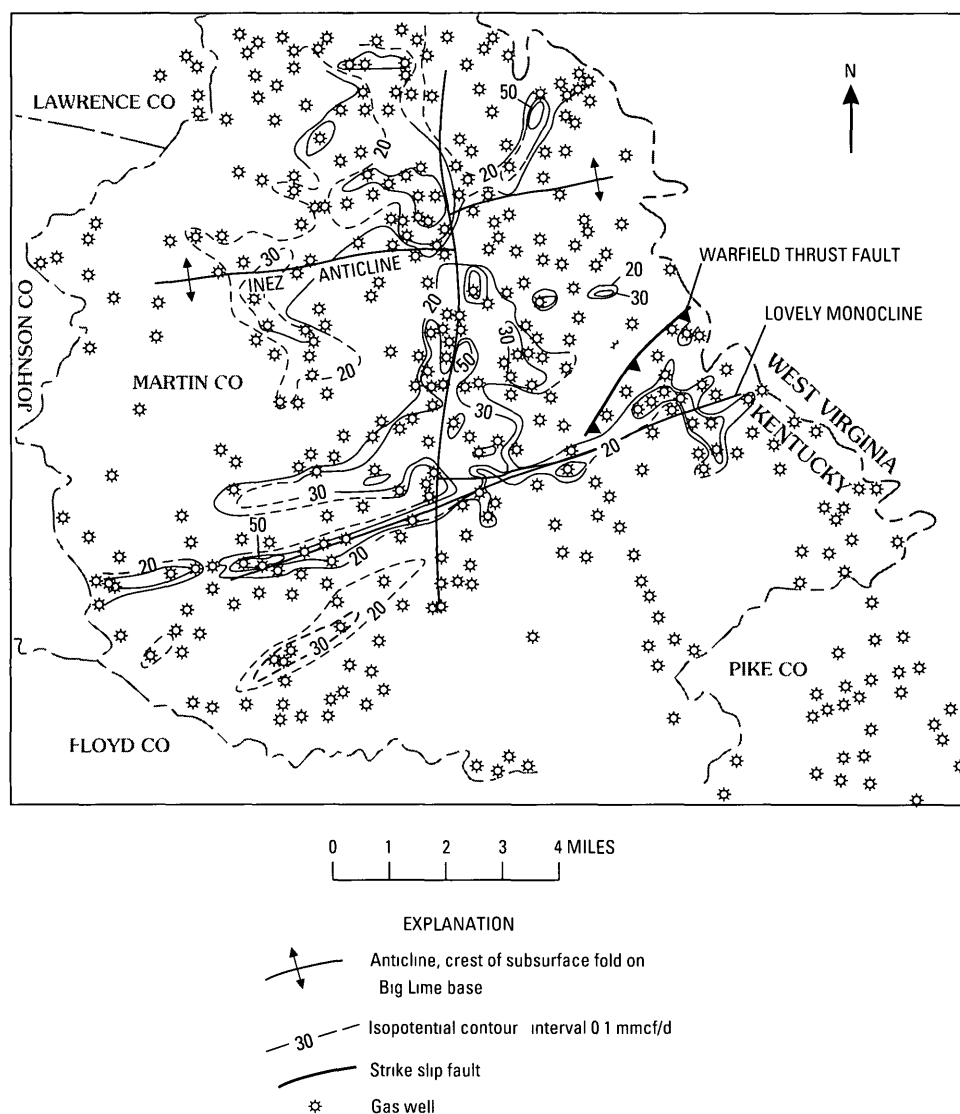 LAWRENCE CO
N
50
20
20
30
INEZ ANTICLINE
20
30
WARFIELD THRUST FAULT
20
30
LOVELY MONOCLINE
JOHNSON CO
MARTIN CO
20
50
30
WEST VIRGINIA
KENTUCKY
20
30
50
20
20
20
30
PIKE CO
FLOYD CO
0 1 2 3 4 MILES
EXPLANATION
Anticline, crest of subsurface fold on
Big Lime base
30
Isopotential contour interval 0 1 mmcf/d
Strike slip fault
Gas well